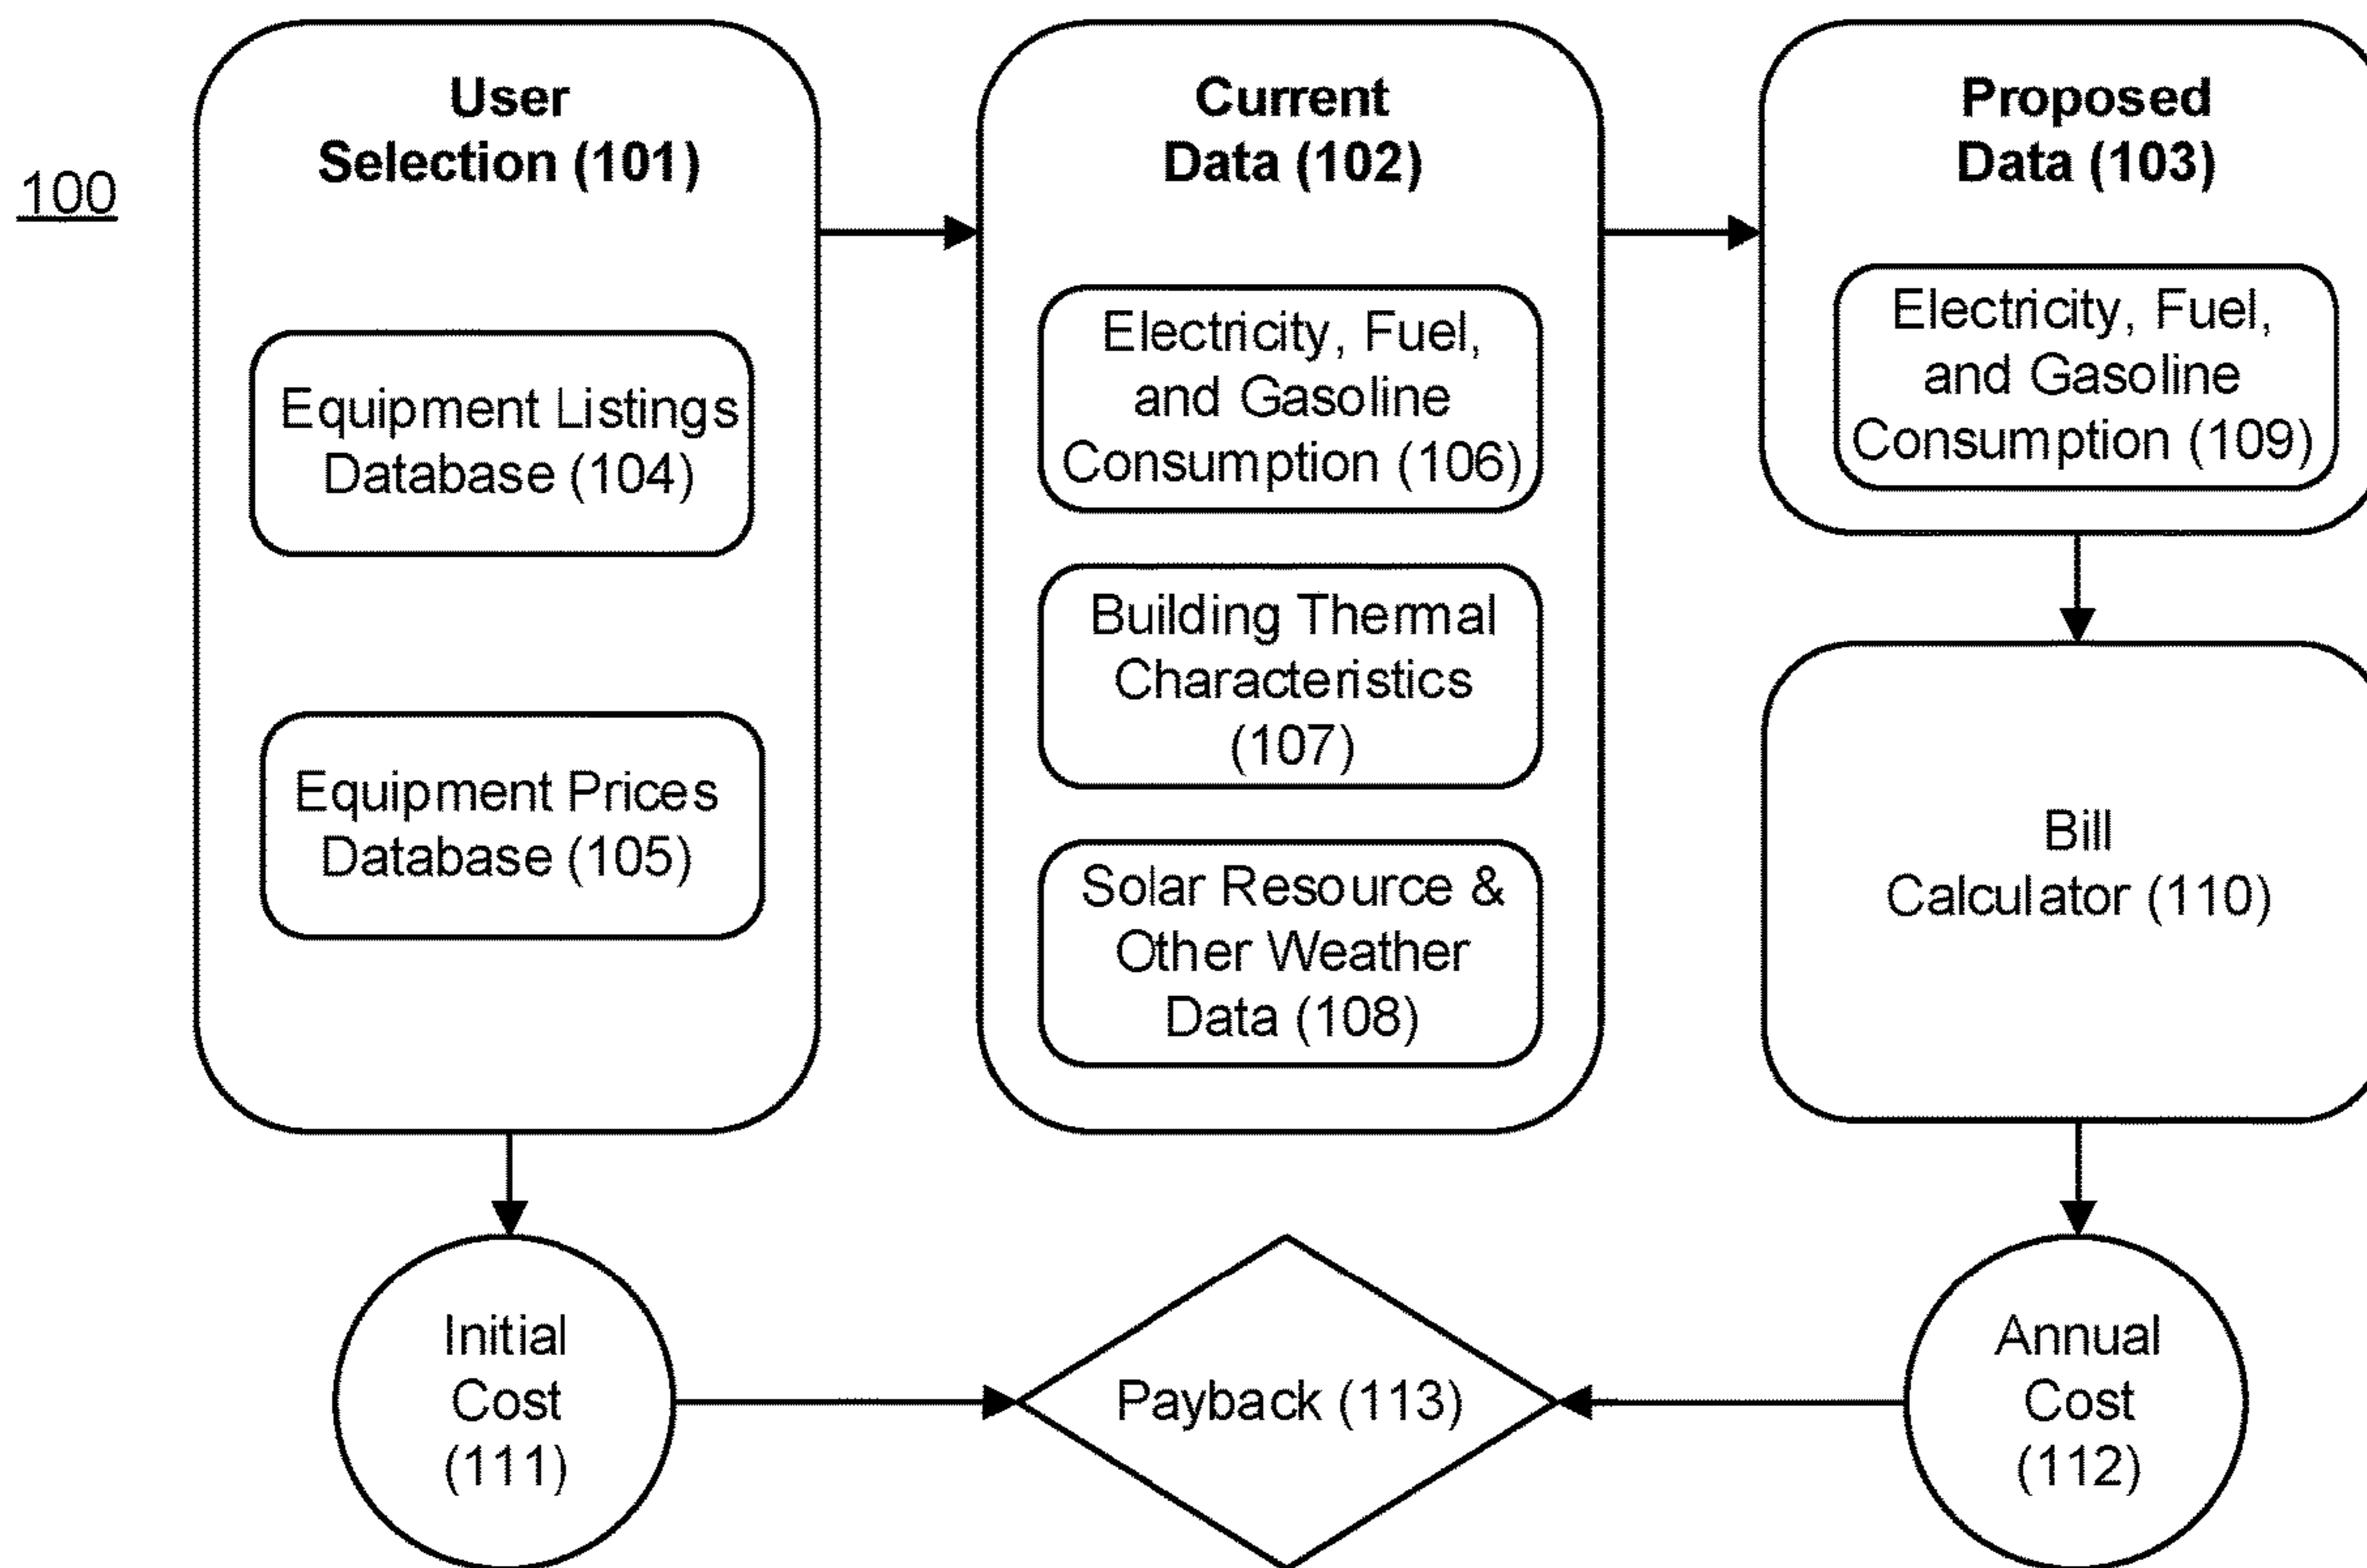 100
User
Selection (101)
Equipment Listings
Database (104)
Equipment Prices
Database (105)
Current
Data (102)
Electricity, Fuel,
and Gasoline
Consumption (106)
Building Thermal
Characteristics
(107)
Solar Resource &
Other Weather
Data (108)
Proposed
Data (103)
Electricity, Fuel,
and Gasoline
Consumption (109)
Bill
Calculator (110)
Initial
Cost
(111)
Payback (113)
Annual
Cost
(112)